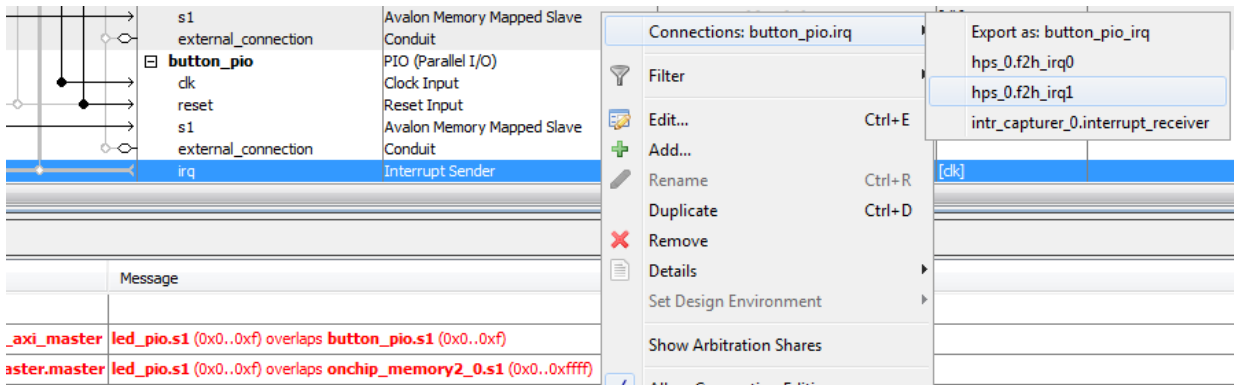 s1 Avalon Memory Mapped Slave
external_connection Conduit
button_pio PIO (Parallel I/O)
clk Clock Input
reset Reset Input
s1 Avalon Memory Mapped Slave
external_connection Conduit
irq Interrupt Sender [clk]
Connections: button_pio.irq
Filter
Edit... Ctrl+E
Add...
Rename Ctrl+R
Duplicate Ctrl+D
Remove
Details
Set Design Environment
Show Arbitration Shares
Export as: button_pio_irq
hps_0.f2h_irq0
hps_0.f2h_irq1
intr_capturer_0.interrupt_receiver
Message
_axi_master led_pio.s1 (0x0..0xf) overlaps button_pio.s1 (0x0..0xf)
aster.master led_pio.s1 (0x0..0xf) overlaps onchip_memory2_0.s1 (0x0..0xffff)